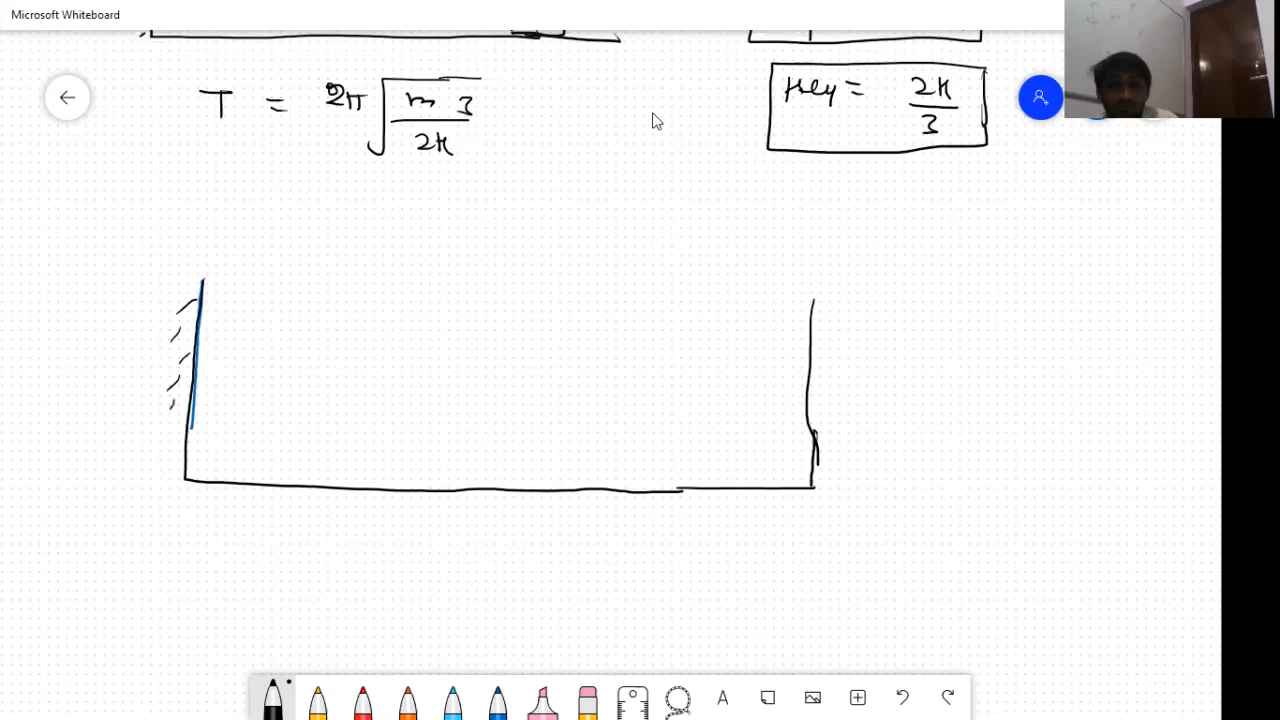 Microsoft Whiteboard
T = 2π √(m 3 / 2K)
Keq = 2K / 3
A